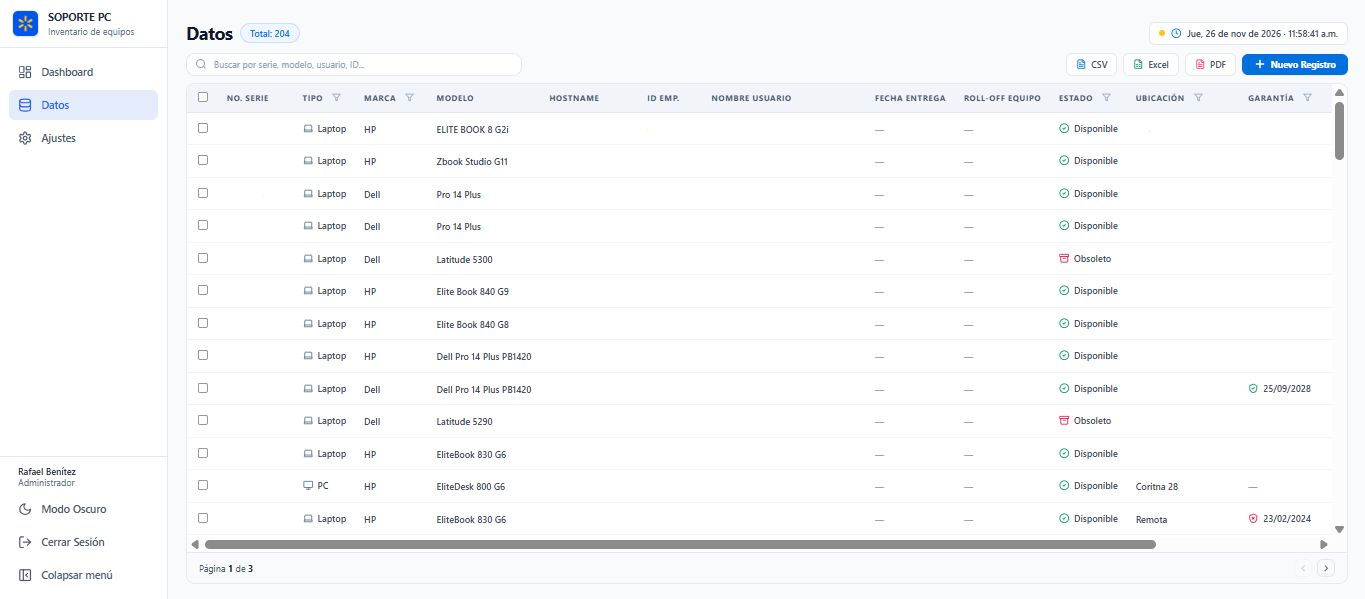 SOPORTE PC
Inventario de equipos
Dashboard
Datos
Ajustes
Rafael Benítez
Administrador
Modo Oscuro
Cerrar Sesión
Colapsar menú
Datos Total: 204
Jue, 26 de nov de 2026 · 11:58:41 a.m.
Buscar por serie, modelo, usuario, ID...
CSV Excel PDF + Nuevo Registro
NO. SERIE TIPO MARCA MODELO HOSTNAME ID EMP. NOMBRE USUARIO FECHA ENTREGA ROLL-OFF EQUIPO ESTADO UBICACIÓN GARANTÍA
Laptop HP ELITE BOOK 8 G2i — — Disponible
Laptop HP Zbook Studio G11 — — Disponible
Laptop Dell Pro 14 Plus — — Disponible
Laptop Dell Pro 14 Plus — — Disponible
Laptop Dell Latitude 5300 — — Obsoleto
Laptop HP Elite Book 840 G9 — — Disponible
Laptop HP Elite Book 840 G8 — — Disponible
Laptop HP Dell Pro 14 Plus PB1420 — — Disponible
Laptop Dell Dell Pro 14 Plus PB1420 — — Disponible 25/09/2028
Laptop Dell Latitude 5290 — — Obsoleto
Laptop HP EliteBook 830 G6 — — Disponible
PC HP EliteDesk 800 G6 — — Disponible Coritna 28 —
Laptop HP EliteBook 830 G6 — — Disponible Remota 23/02/2024
Página 1 de 3